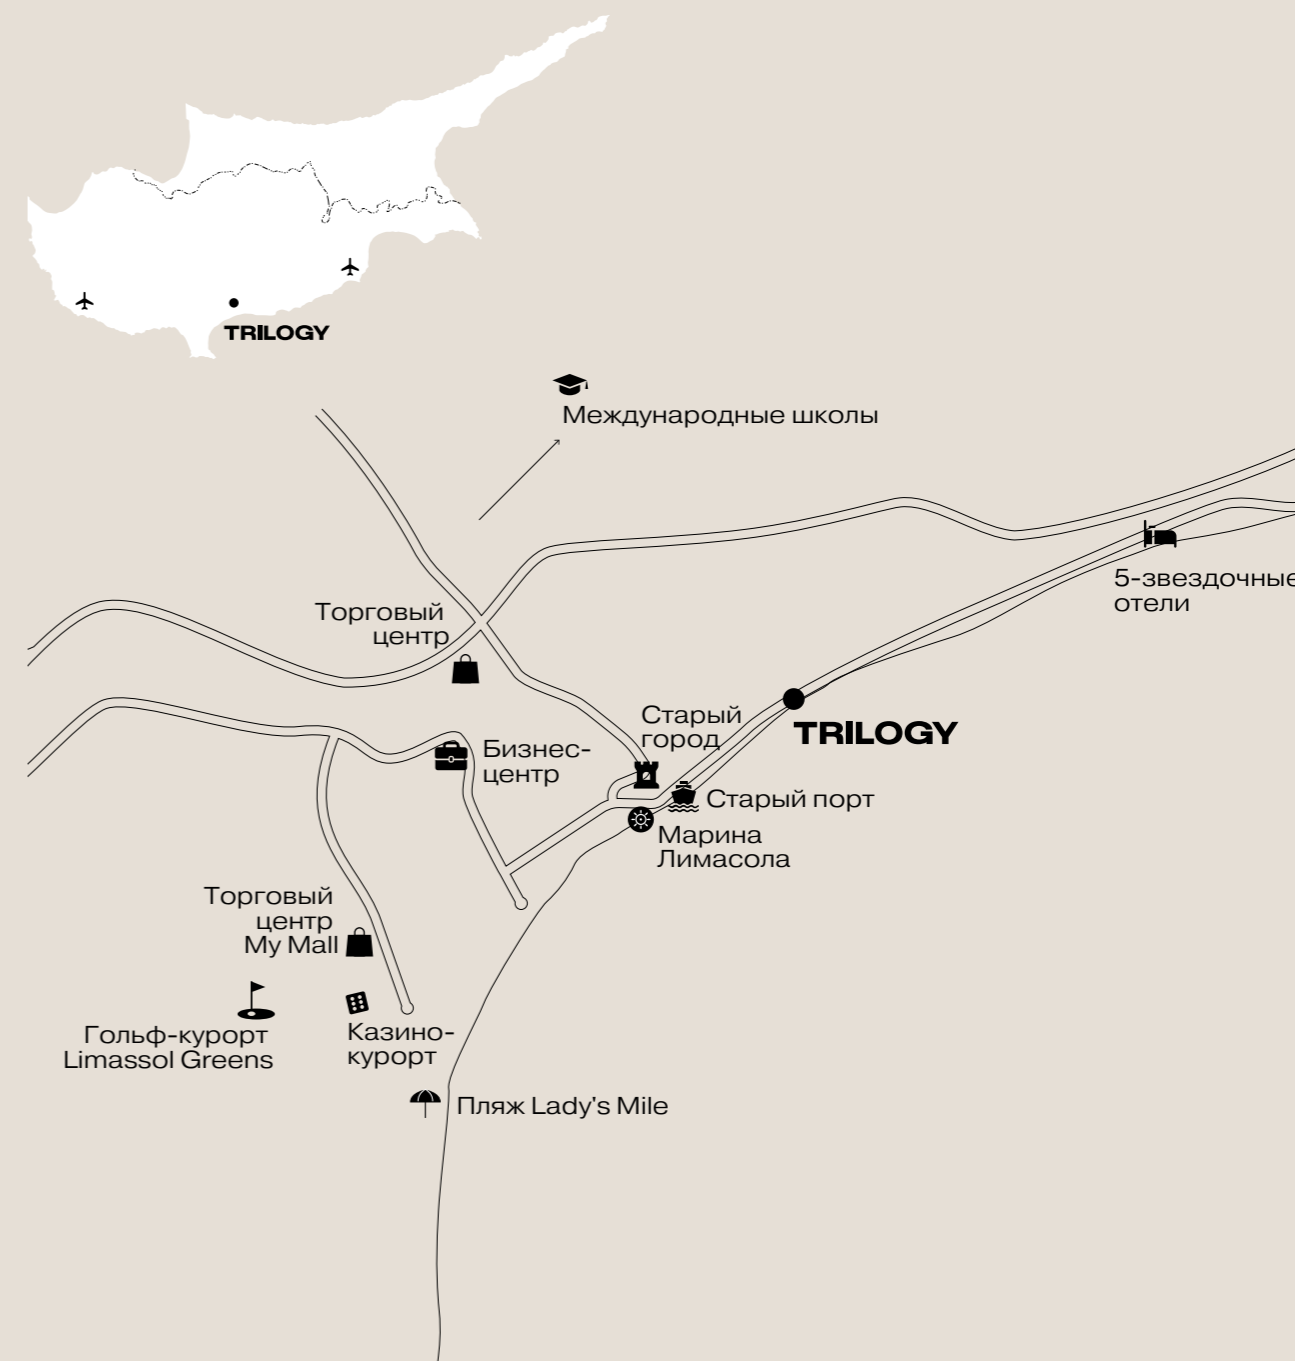 TRILOGY
Международные школы
5-звездочные
отели
Торговый
центр
Старый
город
TRILOGY
Бизнес-
центр
Старый порт
Марина
Лимасола
Торговый
центр
My Mall
Гольф-курорт
Limassol Greens
Казино-
курорт
Пляж Lady's Mile